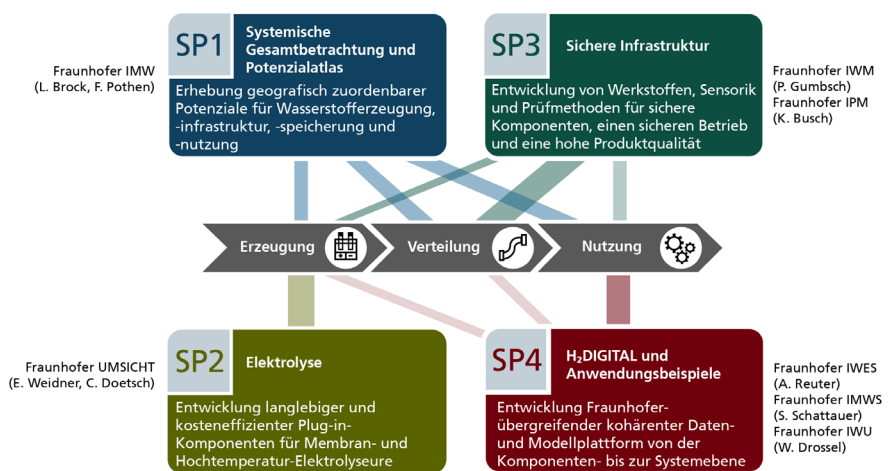 SP1
Systemische
Gesamtbetrachtung und
Potenzialatlas
Erhebung geografisch zuordenbarer
Potenziale für Wasserstofferzeugung,
-infrastruktur, -speicherung und
-nutzung
Fraunhofer IMW
(L. Brock, F. Pothen)
SP3
Sichere Infrastruktur
Entwicklung von Werkstoffen, Sensorik
und Prüfmethoden für sichere
Komponenten, einen sicheren Betrieb
und eine hohe Produktqualität
Fraunhofer IWM
(P. Gumbsch)
Fraunhofer IPM
(K. Busch)
Erzeugung
Verteilung
Nutzung
SP2
Elektrolyse
Entwicklung langlebiger und
kosteneffizienter Plug-in-
Komponenten für Membran- und
Hochtemperatur-Elektrolyseure
Fraunhofer UMSICHT
(E. Weidner, C. Doetsch)
SP4
H₂DIGITAL und
Anwendungsbeispiele
Entwicklung Fraunhofer-
übergreifender kohärenter Daten-
und Modellplattform von der
Komponenten- bis zur Systemebene
Fraunhofer IWES
(A. Reuter)
Fraunhofer IMWS
(S. Schattauer)
Fraunhofer IWU
(W. Drossel)